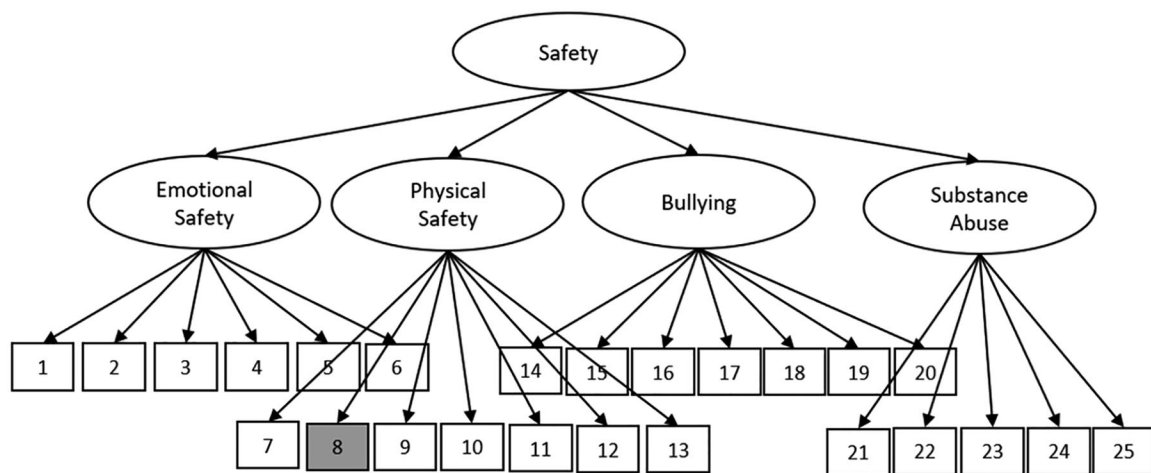 Safety
Emotional
Safety
Physical
Safety
Bullying
Substance
Abuse
1 2 3 4 5 6 14 15 16 17 18 19 20
7 8 9 10 11 12 13 21 22 23 24 25